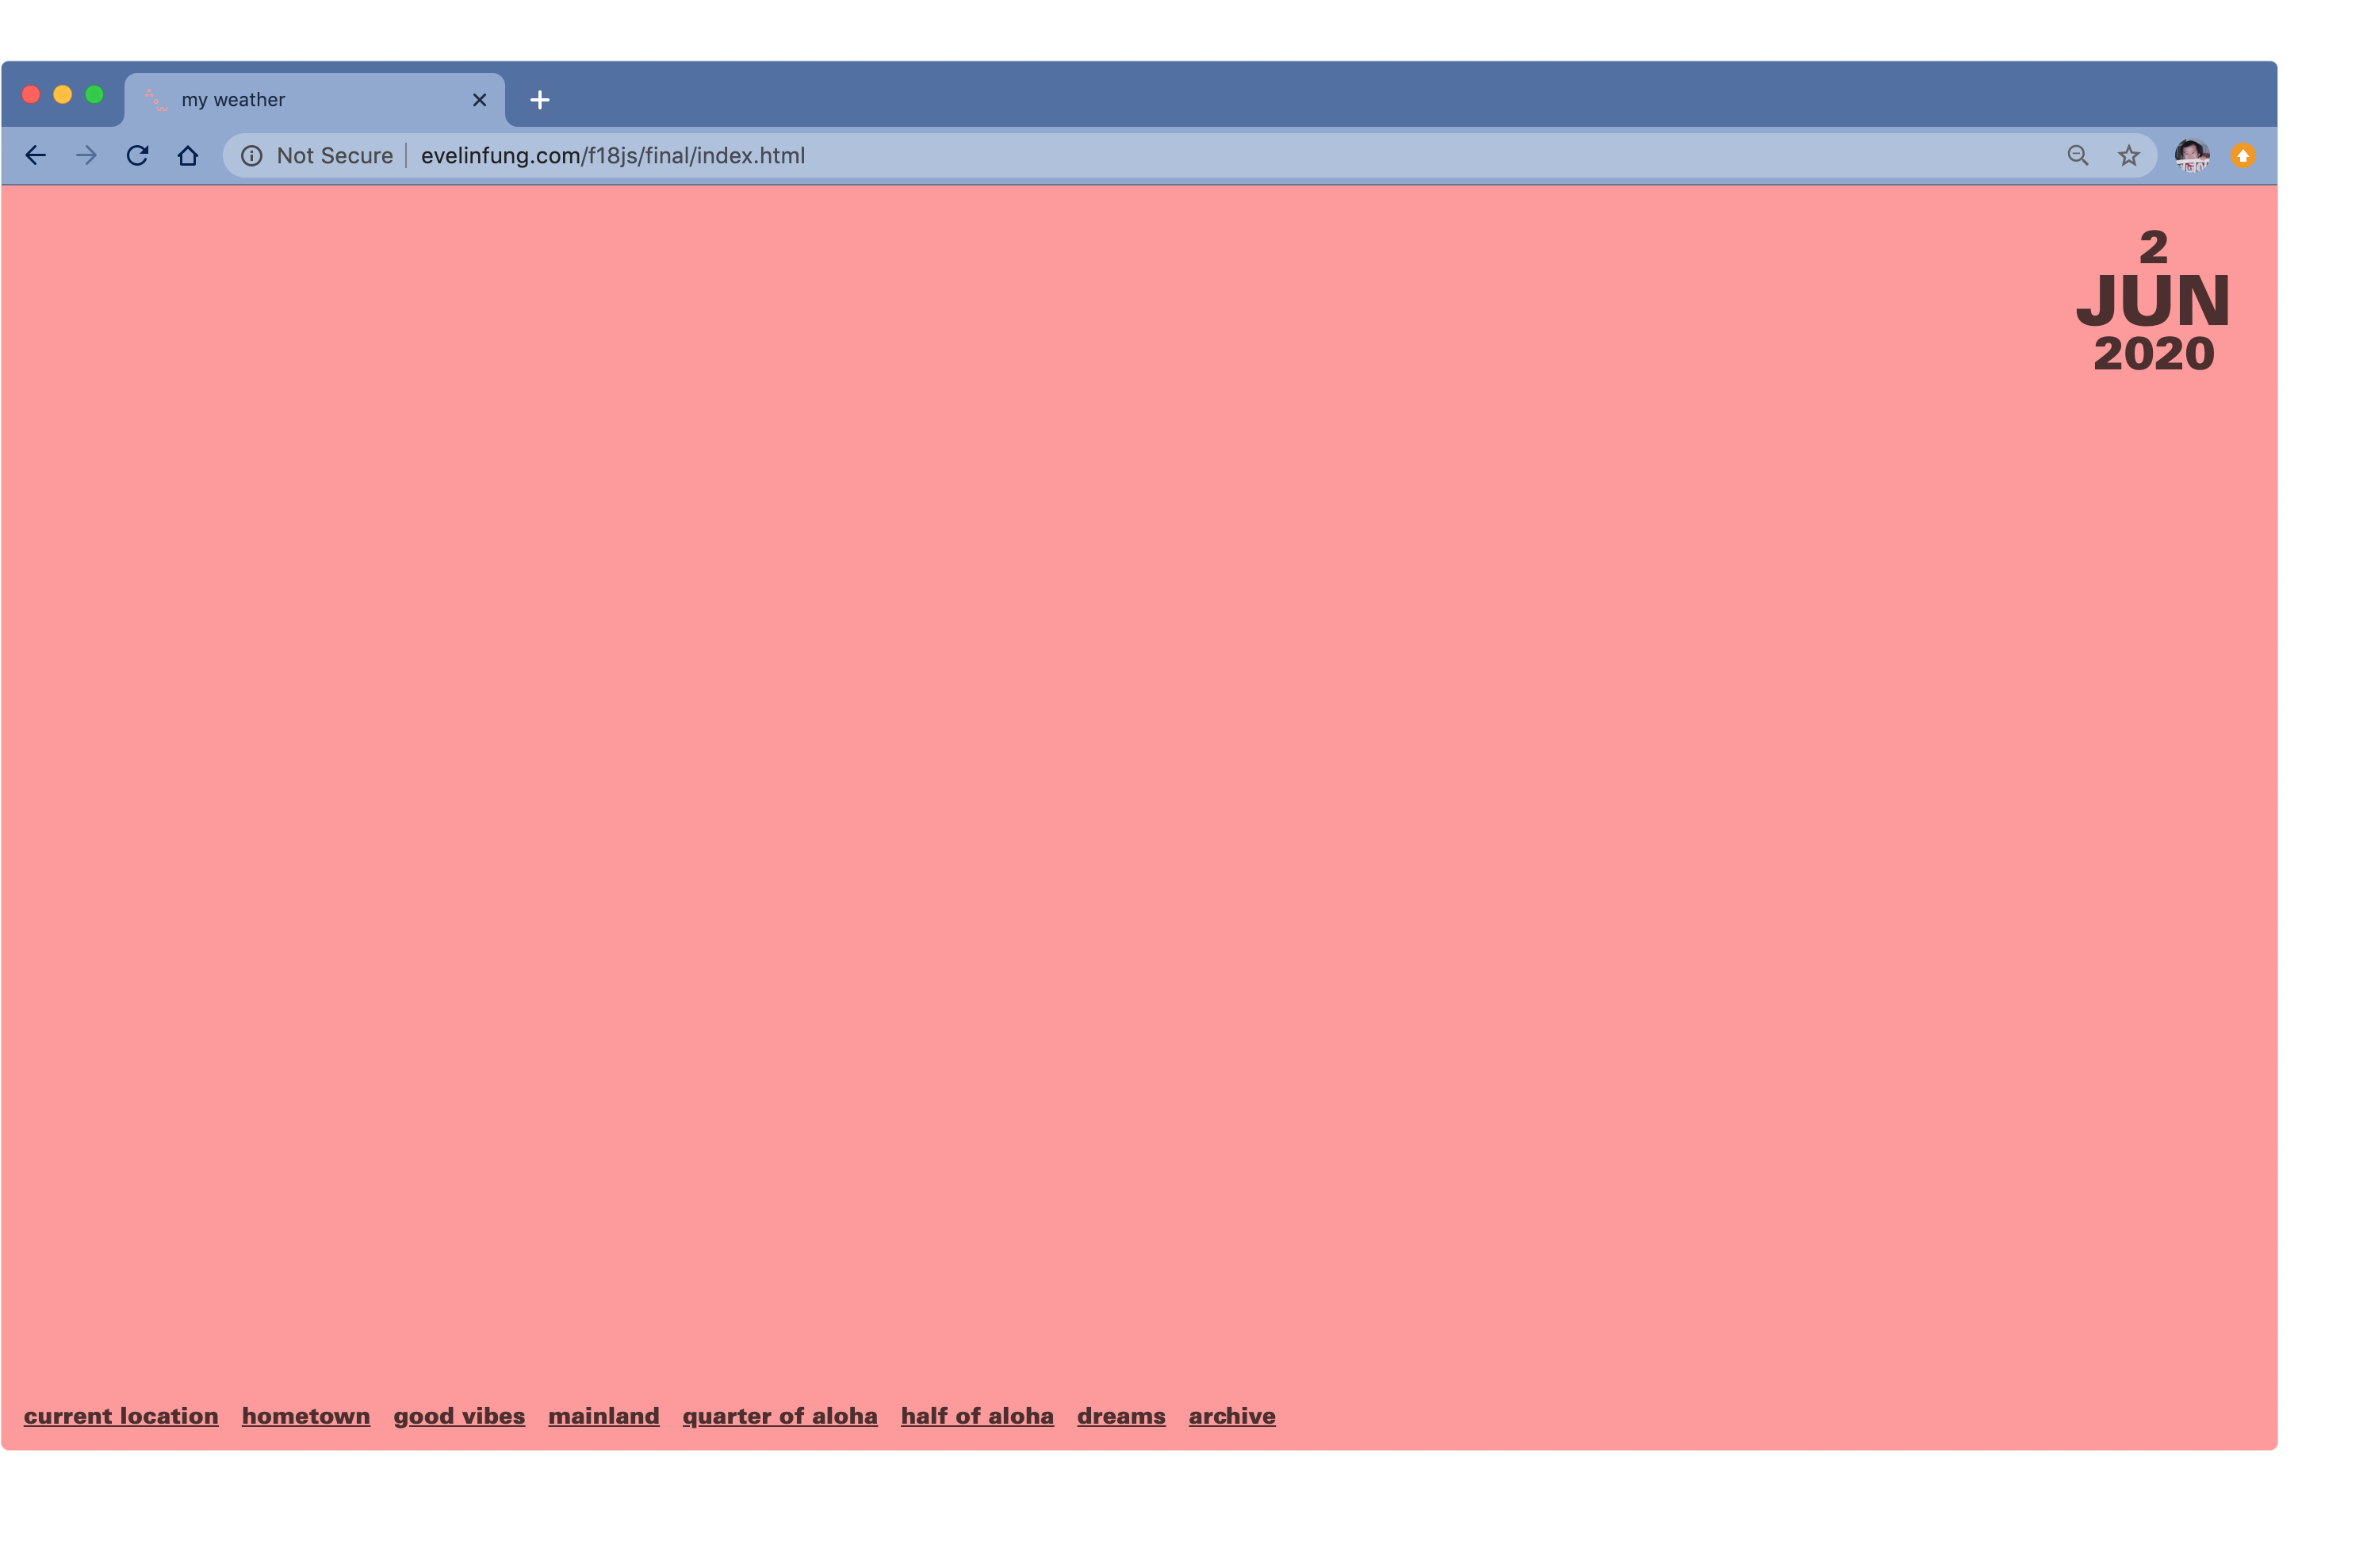 my weather
Not Secure evelinfung.com/f18js/final/index.html
2
JUN
2020
current location hometown good vibes mainland quarter of aloha half of aloha dreams archive